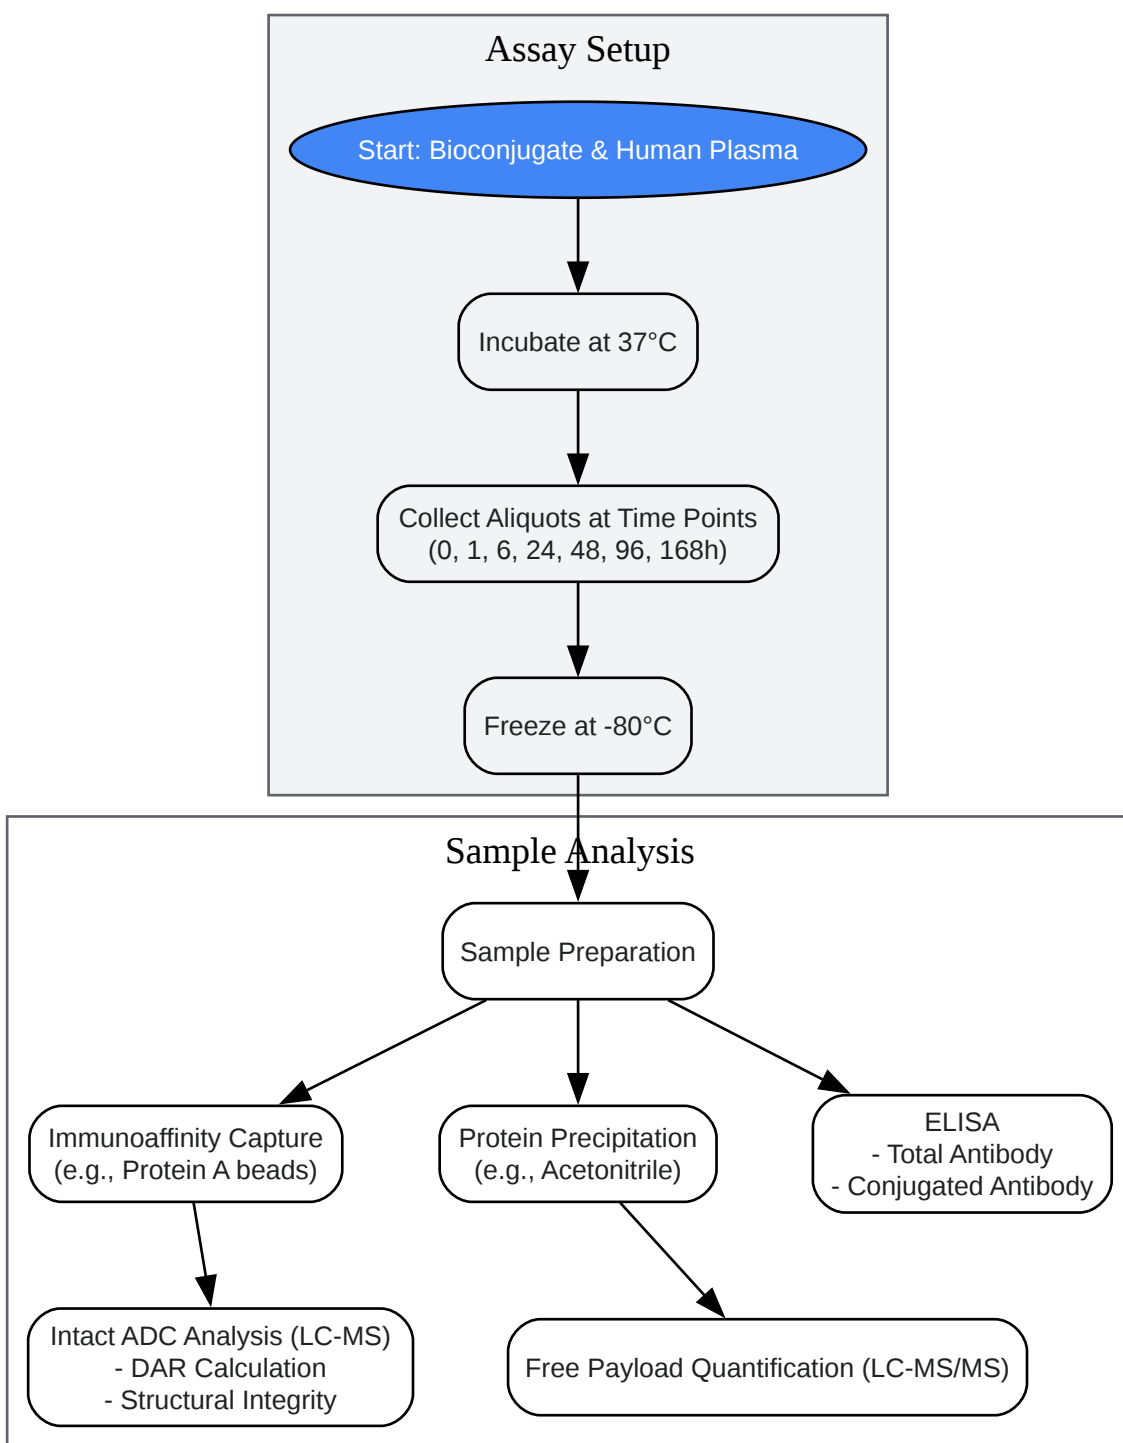 Assay Setup
Start: Bioconjugate & Human Plasma
Incubate at 37°C
Collect Aliquots at Time Points
(0, 1, 6, 24, 48, 96, 168h)
Freeze at -80°C
Sample Analysis
Sample Preparation
Immunoaffinity Capture
(e.g., Protein A beads)
Protein Precipitation
(e.g., Acetonitrile)
ELISA
- Total Antibody
- Conjugated Antibody
Intact ADC Analysis (LC-MS)
- DAR Calculation
- Structural Integrity
Free Payload Quantification (LC-MS/MS)